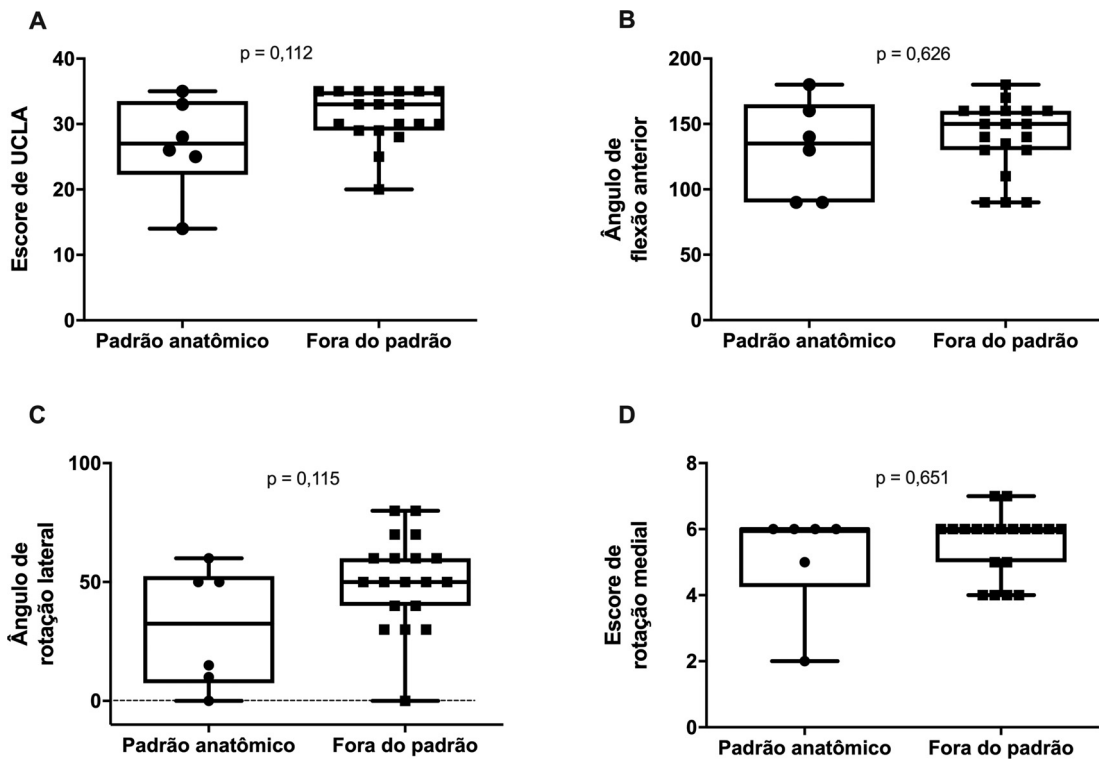 A
p = 0,112
Escore de UCLA
40
30
20
10
0
Padrão anatômico
Fora do padrão
B
p = 0,626
Ângulo de
flexão anterior
200
150
100
50
0
Padrão anatômico
Fora do padrão
C
p = 0,115
Ângulo de
rotação lateral
100
50
0
Padrão anatômico
Fora do padrão
D
p = 0,651
Escore de
rotação medial
8
6
4
2
0
Padrão anatômico
Fora do padrão